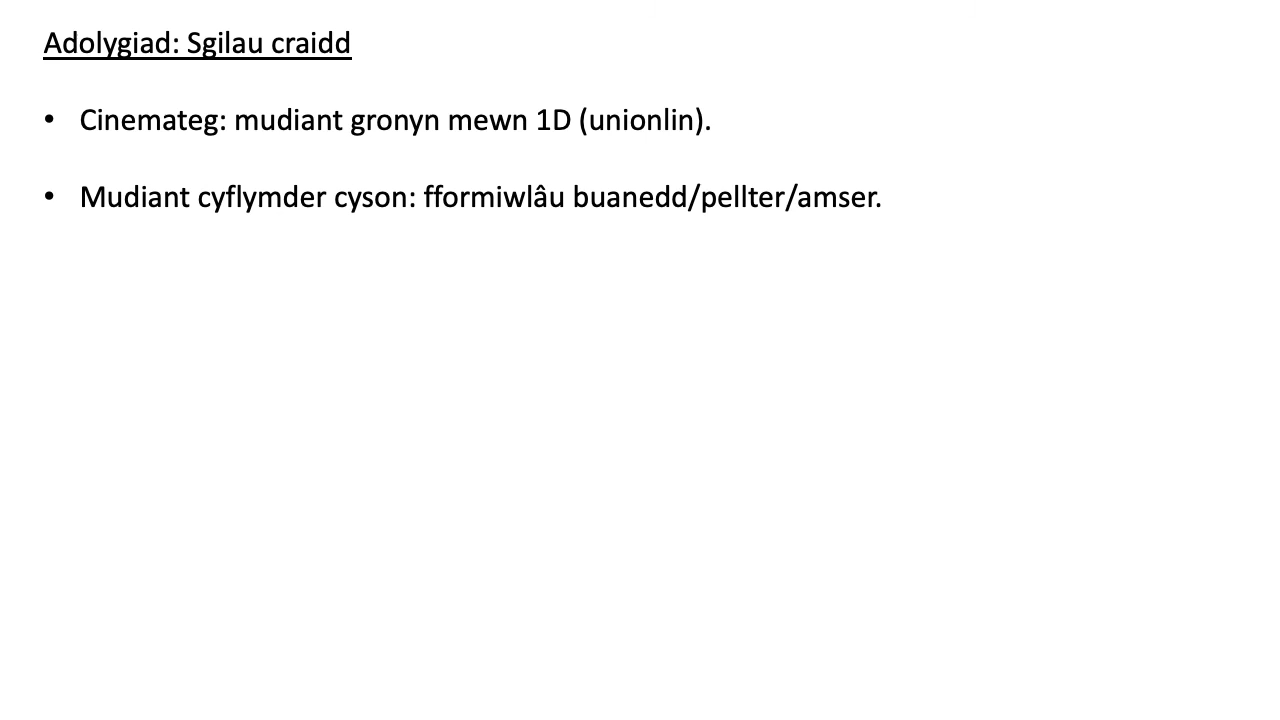 Adolygiad: Sgilau craidd
• Cinemateg: mudiant gronyn mewn 1D (unionlin).
• Mudiant cyflymder cyson: fformiwlâu buanedd/pellter/amser.